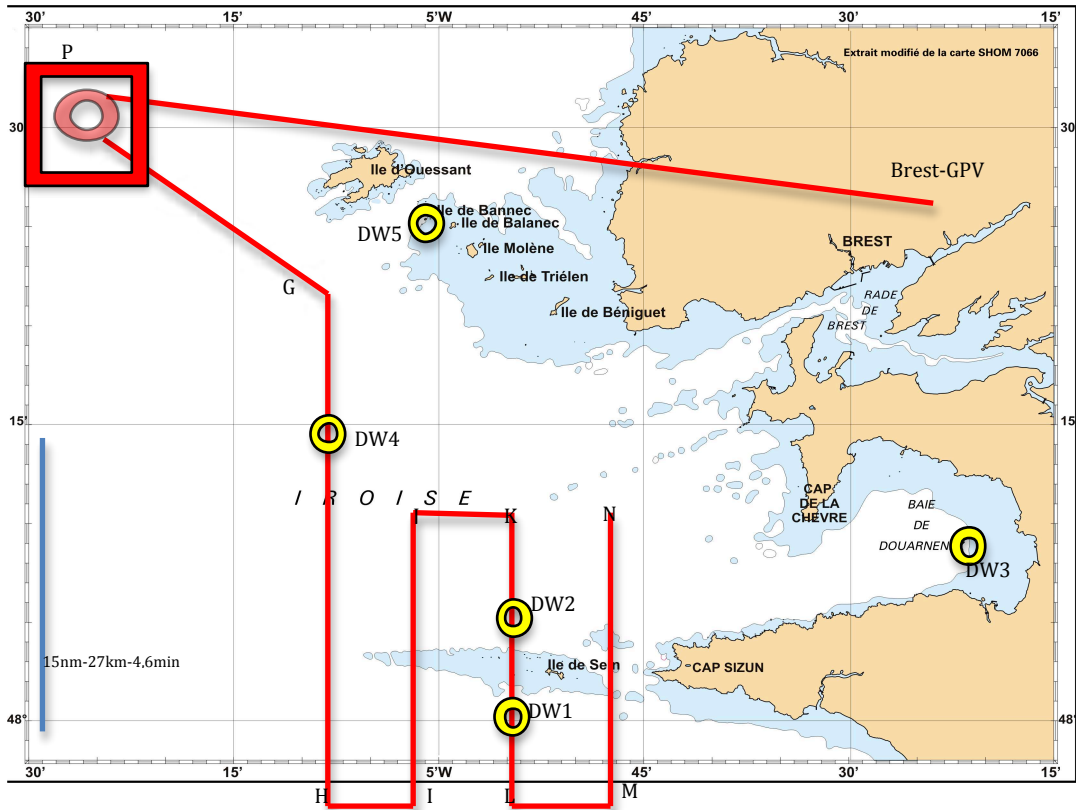 30'
15'
5°W
45'
30'
15'
Extrait modifié de la carte SHOM 7066
P
30'
30'
Ile d'Ouessant
Brest-GPV
Ile de Bannec
Ile de Balanec
DW5
BREST
Ile Molène
Ile de Triélen
G
RADE
DE
BREST
Ile de Béniguet
15'
15'
DW4
CAP
DE LA
CHEVRE
I R O I S E
J
K
N
BAIE
DE
DOUARNEN
DW3
DW2
15nm-27km-4,6min
Ile de Sein
CAP SIZUN
DW1
48°
48°
30'
15'
5°W
45'
30'
15'
H
I
L
M